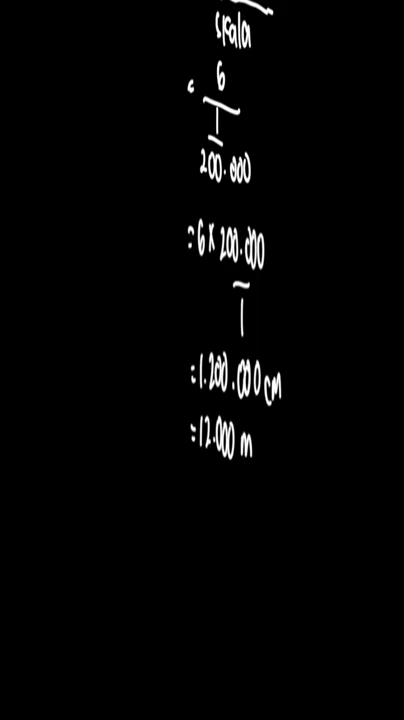 skala
= 6
1
200.000
= 6 x 200.000
1
= 1.200.000 cm
= 12.000 m